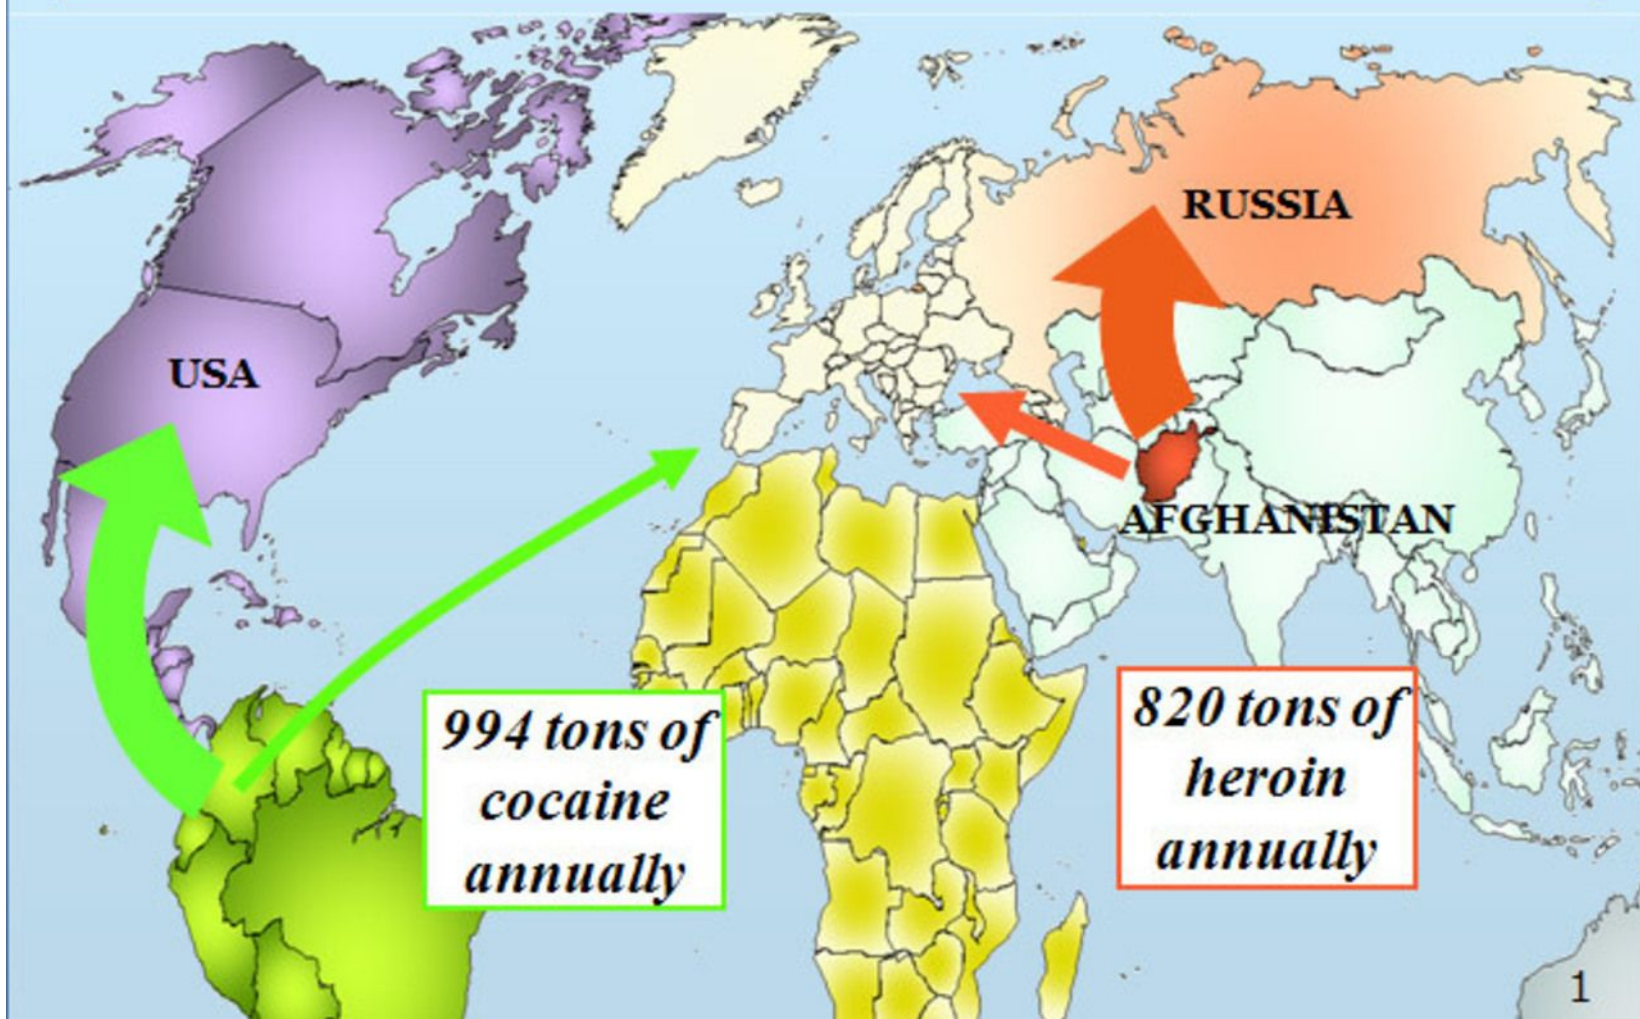 RUSSIA
USA
AFGHANISTAN
994 tons of
cocaine
annually
820 tons of
heroin
annually
1